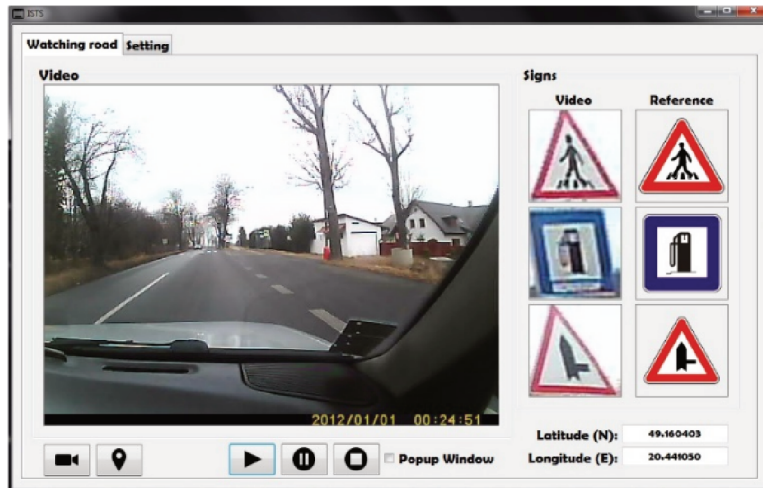 ISTS
Watching road Setting
Video
Signs
Video Reference
2012/01/01 00:24:51
Popup Window
Latitude (N): 49.160403
Longitude (E): 20.441050